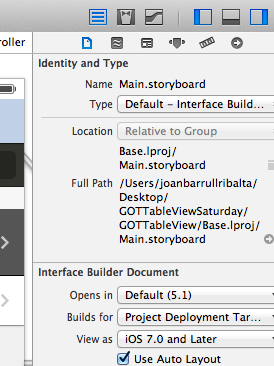 roller
Identity and Type
Name Main.storyboard
Type Default - Interface Build...
Location Relative to Group
Base.lproj/
Main.storyboard
Full Path /Users/joanbarrullribalta/
Desktop/
GOTTableViewSaturday/
GOTTableView/Base.lproj/
Main.storyboard
Interface Builder Document
Opens in Default (5.1)
Builds for Project Deployment Tar...
View as iOS 7.0 and Later
Use Auto Layout